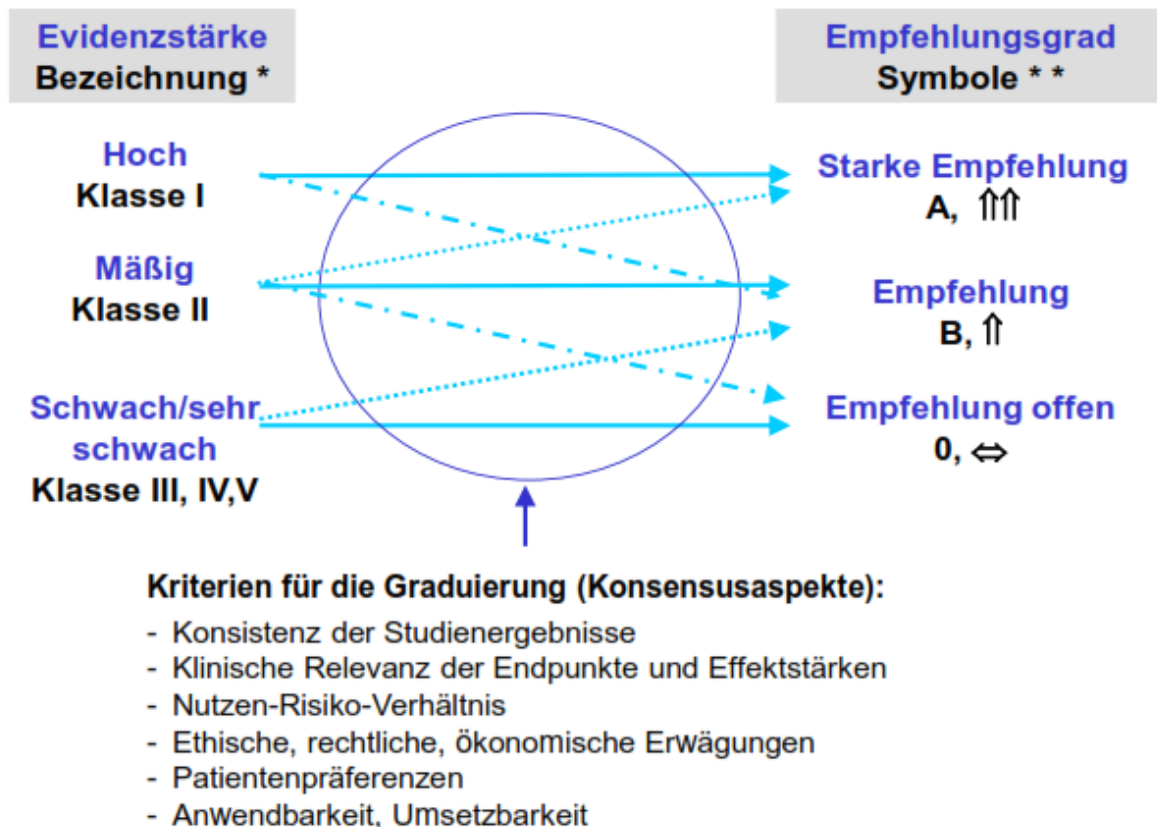 Evidenzstärke
Bezeichnung *
Empfehlungsgrad
Symbole * *
Hoch
Klasse I
Starke Empfehlung
A, ⇑⇑
Mäßig
Klasse II
Empfehlung
B, ⇑
Schwach/sehr
schwach
Klasse III, IV,V
Empfehlung offen
0, ⇔
Kriterien für die Graduierung (Konsensusaspekte):
- Konsistenz der Studienergebnisse
- Klinische Relevanz der Endpunkte und Effektstärken
- Nutzen-Risiko-Verhältnis
- Ethische, rechtliche, ökonomische Erwägungen
- Patientenpräferenzen
- Anwendbarkeit, Umsetzbarkeit